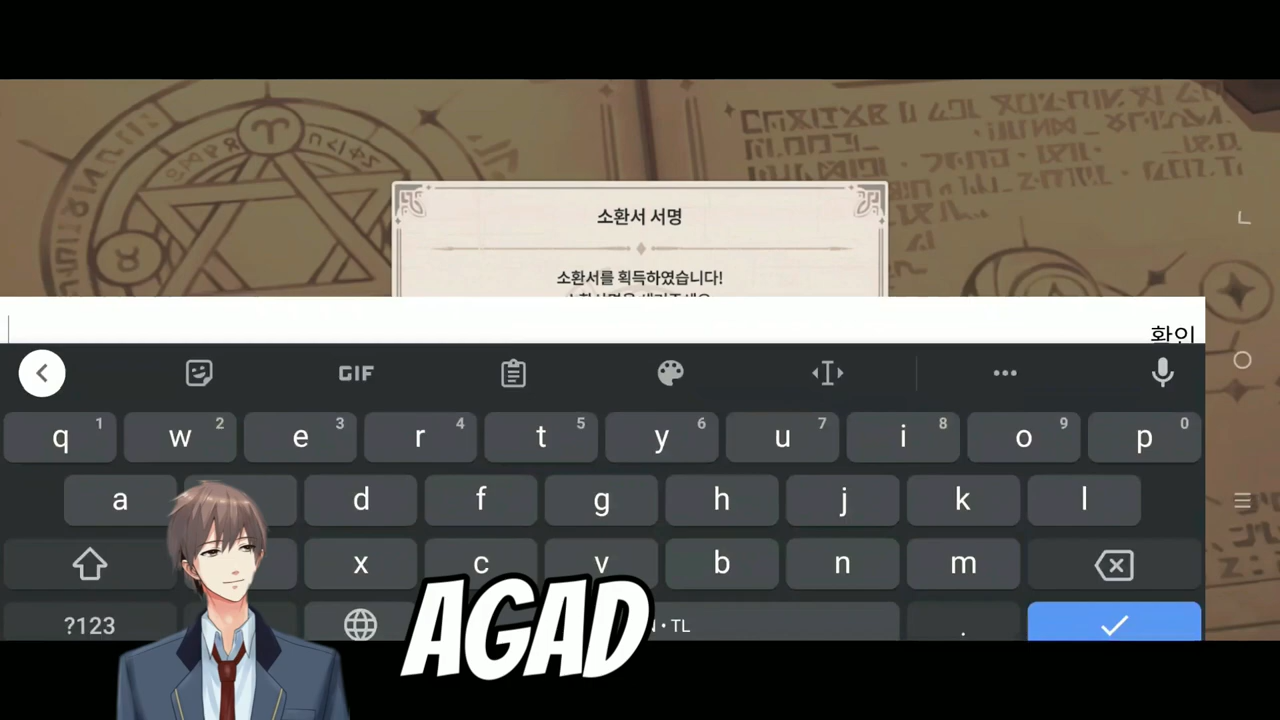 소환서 서명
소환서를 획득하였습니다!
확인
GIF
q 1 w 2 e 3 r 4 t 5 y 6 u 7 i 8 o 9 p 0
a d f g h j k l
x c v b n m
?123 • TL .
AGAD